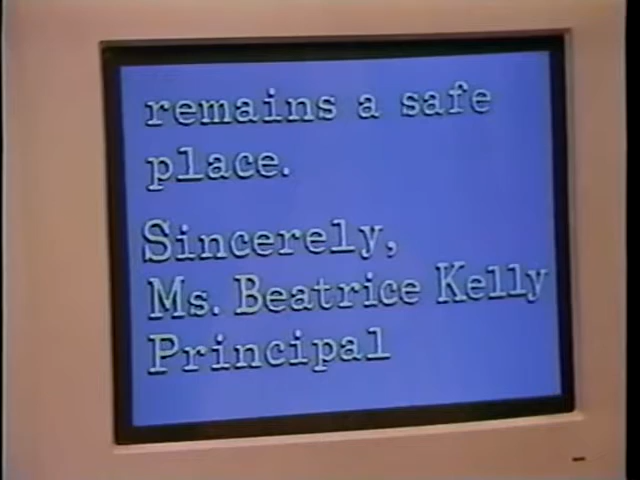 remains a safe
place.
Sincerely,
Ms. Beatrice Kelly
Principal